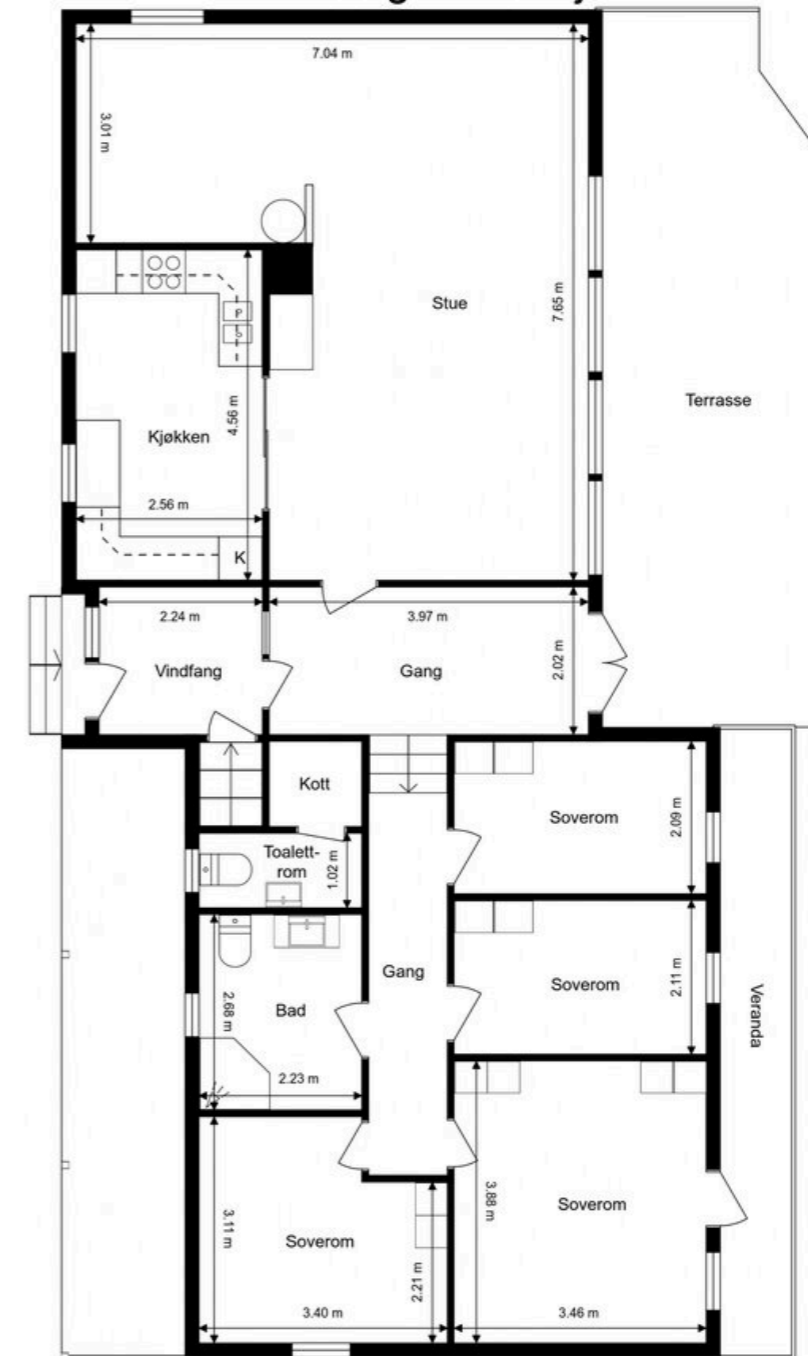 7.04 m
3.01 m
Stue
7.65 m
Terrasse
Kjøkken
4.56 m
2.56 m
K
2.24 m
3.97 m
Vindfang
Gang
2.02 m
Kott
Soverom
2.09 m
Toalett-
rom
1.02 m
Gang
Soverom
2.11 m
Veranda
Bad
2.68 m
2.23 m
Soverom
3.11 m
2.21 m
3.40 m
Soverom
3.88 m
3.46 m